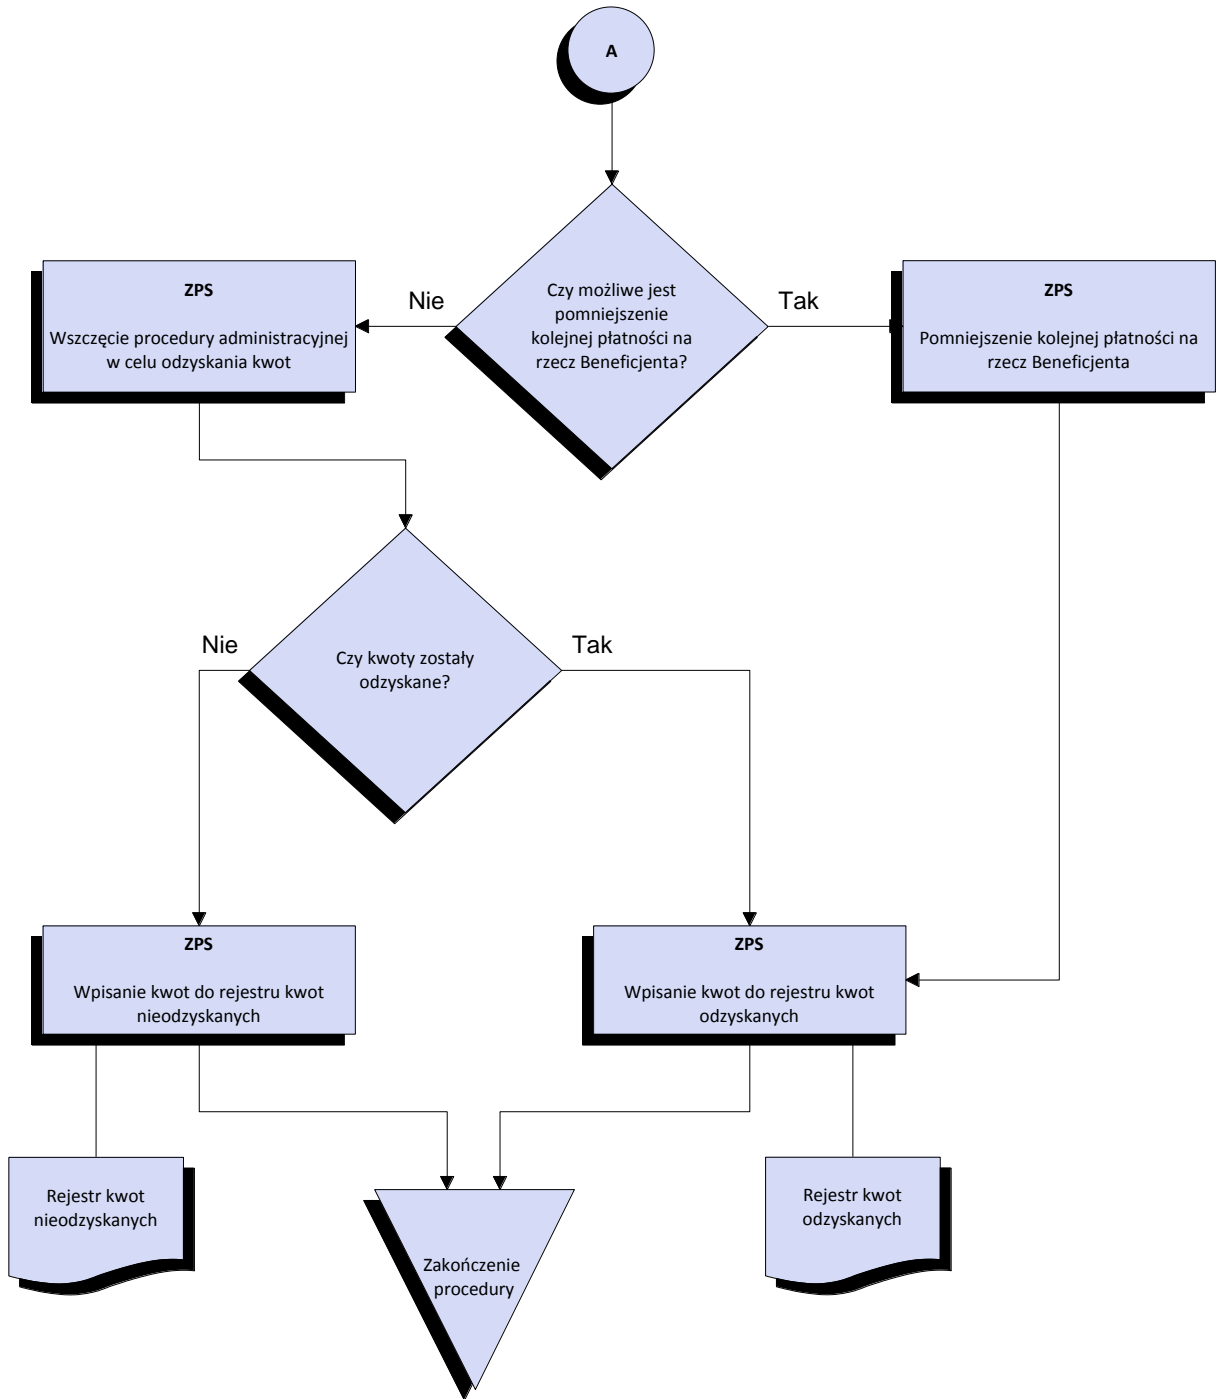 A
ZPS
Wszczęcie procedury administracyjnej
w celu odzyskania kwot
Nie
Czy możliwe jest
pomniejszenie
kolejnej płatności na
rzecz Beneficjenta?
Tak
ZPS
Pomniejszenie kolejnej płatności na
rzecz Beneficjenta
Nie
Czy kwoty zostały
odzyskane?
Tak
ZPS
Wpisanie kwot do rejestru kwot
nieodzyskanych
ZPS
Wpisanie kwot do rejestru kwot
odzyskanych
Rejestr kwot
nieodzyskanych
Zakończenie
procedury
Rejestr kwot
odzyskanych